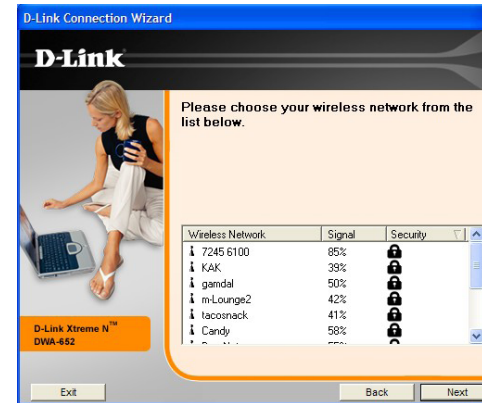 D-Link Connection Wizard
D-Link
Please choose your wireless network from the
list below.
Wireless Network Signal Security
7245 6100 85%
KAK 39%
gamdal 50%
m-Lounge2 42%
tacosnack 41%
Candy 58%
D-Link Xtreme N™
DWA-652
Exit Back Next